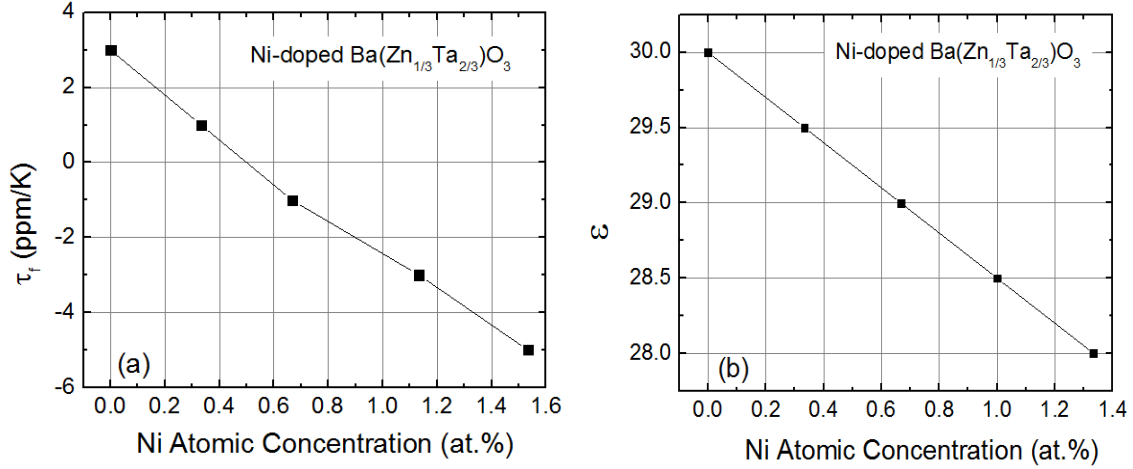 Ni-doped Ba(Zn1/3Ta2/3)O3
4
2
0
-2
-4
-6
τf (ppm/K)
(a)
0.0 0.2 0.4 0.6 0.8 1.0 1.2 1.4 1.6
Ni Atomic Concentration (at.%)
Ni-doped Ba(Zn1/3Ta2/3)O3
30.0
29.5
29.0
28.5
28.0
ε
(b)
0.0 0.2 0.4 0.6 0.8 1.0 1.2 1.4
Ni Atomic Concentration (at.%)